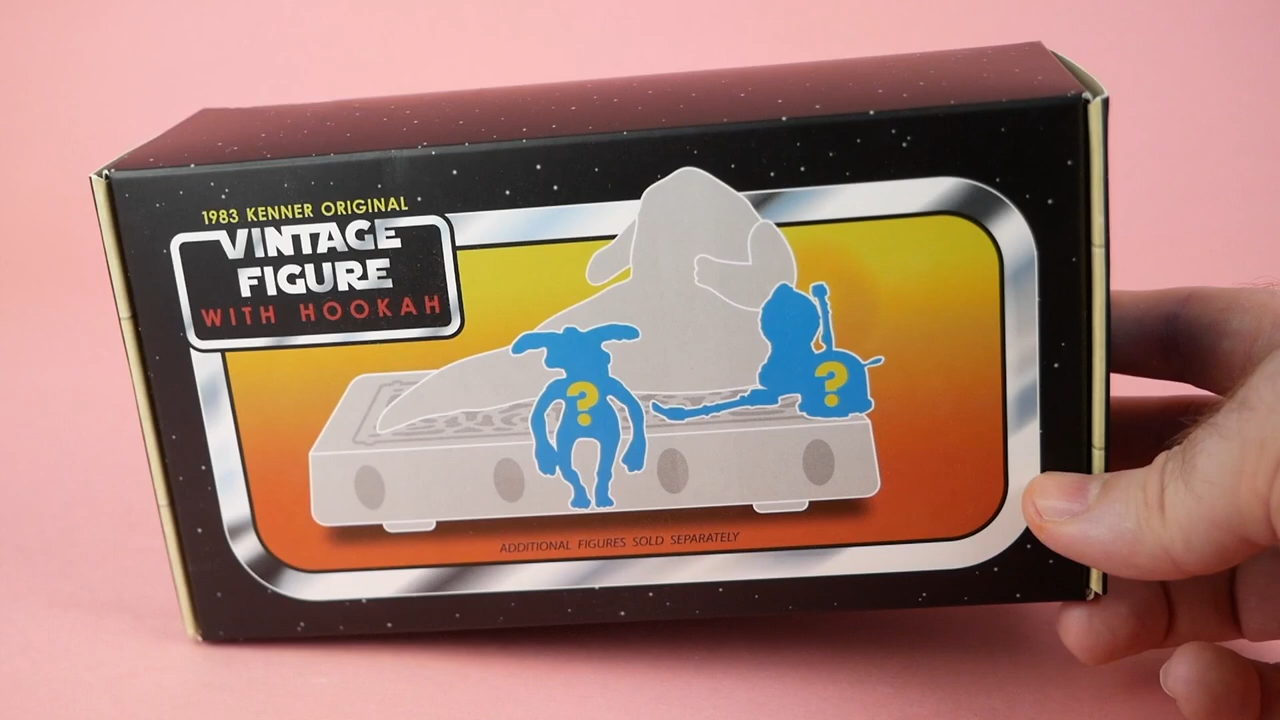 1983 KENNER ORIGINAL
VINTAGE
FIGURE
WITH HOOKAH
?
?
ADDITIONAL FIGURES SOLD SEPARATELY